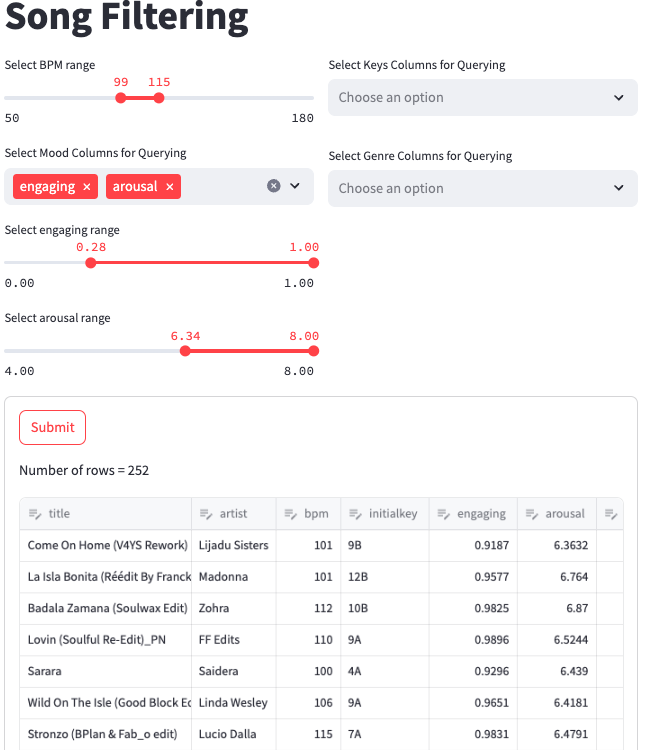 Song Filtering
Select BPM range
Select Keys Columns for Querying
99 115
Choose an option
50 180
Select Mood Columns for Querying
Select Genre Columns for Querying
engaging × arousal ×
Choose an option
Select engaging range
0.28 1.00
0.00 1.00
Select arousal range
6.34 8.00
4.00 8.00
Submit
Number of rows = 252
title artist bpm initialkey engaging arousal
Come On Home (V4YS Rework) Lijadu Sisters 101 9B 0.9187 6.3632
La Isla Bonita (Réédit By Franck Madonna 101 12B 0.9577 6.764
Badala Zamana (Soulwax Edit) Zohra 112 10B 0.9825 6.87
Lovin (Soulful Re-Edit)_PN FF Edits 110 9A 0.9896 6.5244
Sarara Saidera 100 4A 0.9296 6.439
Wild On The Isle (Good Block Ec Linda Wesley 106 9A 0.9651 6.4181
Stronzo (BPlan & Fab_o edit) Lucio Dalla 115 7A 0.9831 6.4791